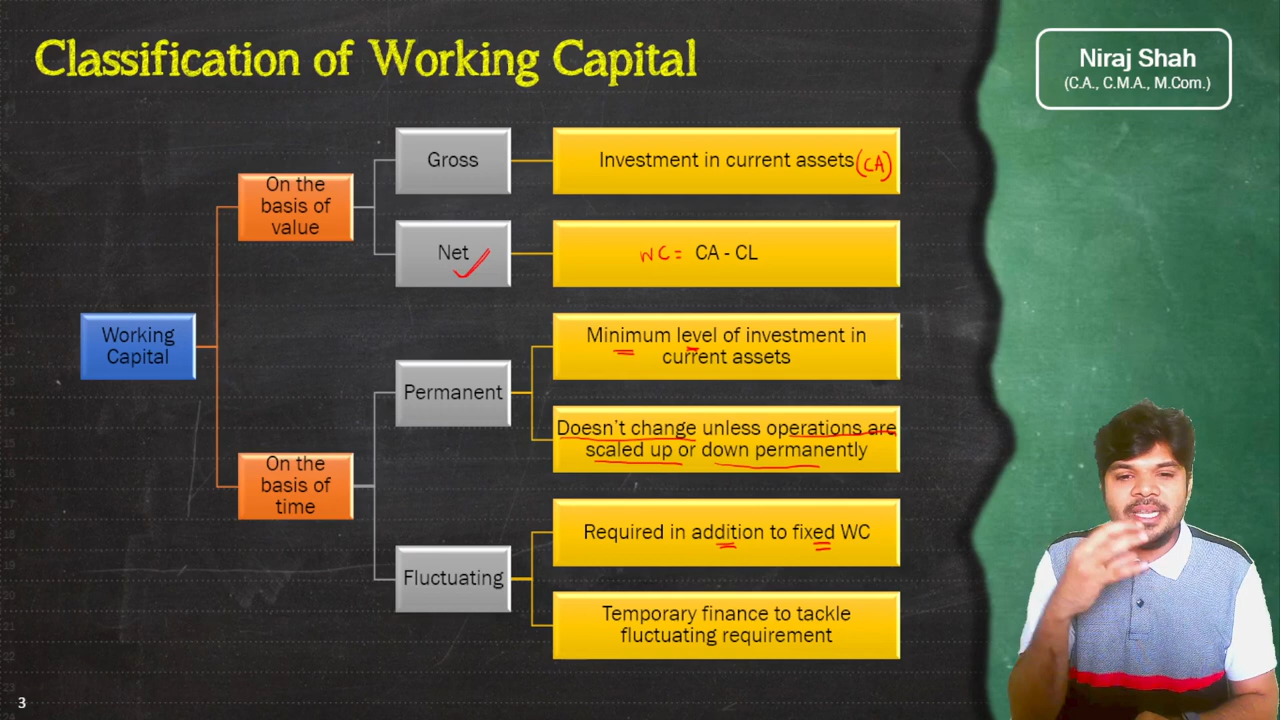 Classification of Working Capital
Niraj Shah
(C.A., C.M.A., M.Com.)
Working
Capital
On the
basis of
value
Gross
Investment in current assets (CA)
Net
WC = CA - CL
On the
basis of
time
Permanent
Minimum level of investment in
current assets
Doesn't change unless operations are
scaled up or down permanently
Fluctuating
Required in addition to fixed WC
Temporary finance to tackle
fluctuating requirement
3